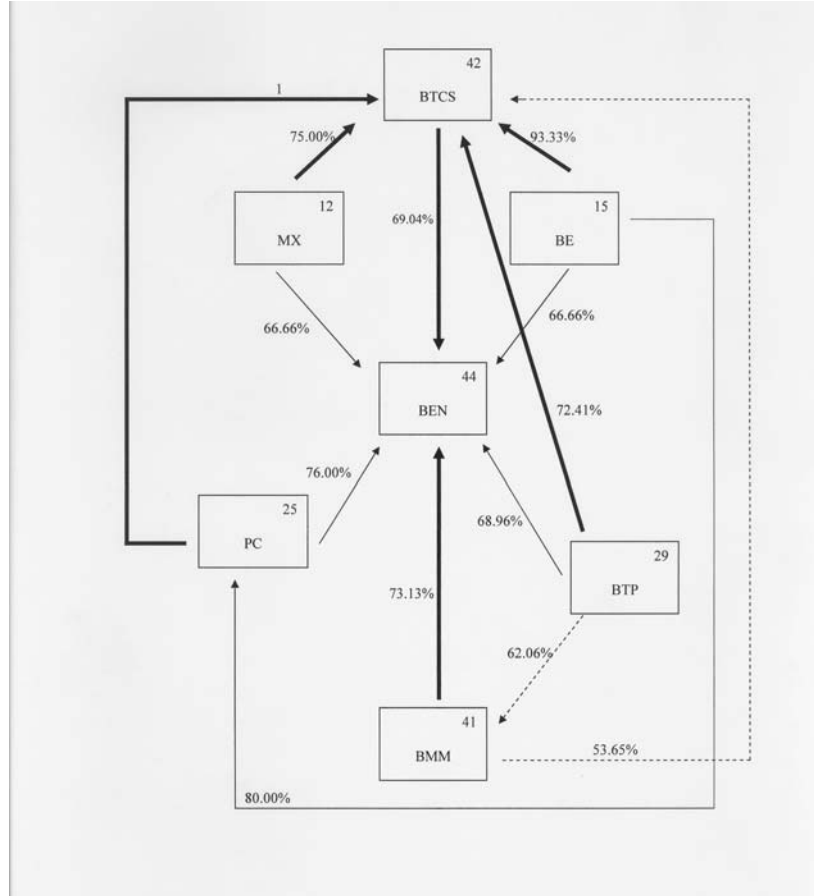 42
BTCS
1
75.00%
93.33%
12
MX
69.04%
15
BE
66.66%
66.66%
44
BEN
72.41%
76.00%
25
PC
68.96%
29
BTP
73.13%
62.06%
41
BMM
53.65%
80.00%